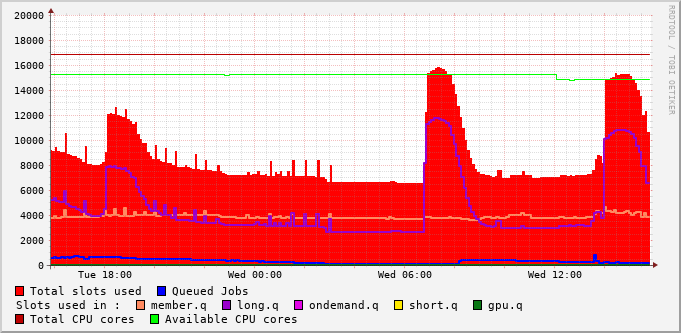 20000
18000
16000
14000
12000
10000
8000
6000
4000
2000
0
Tue 18:00 Wed 00:00 Wed 06:00 Wed 12:00
Total slots used Queued Jobs
Slots used in : member.q long.q ondemand.q short.q gpu.q
Total CPU cores Available CPU cores
RRDTOOL / TOBI OETIKER